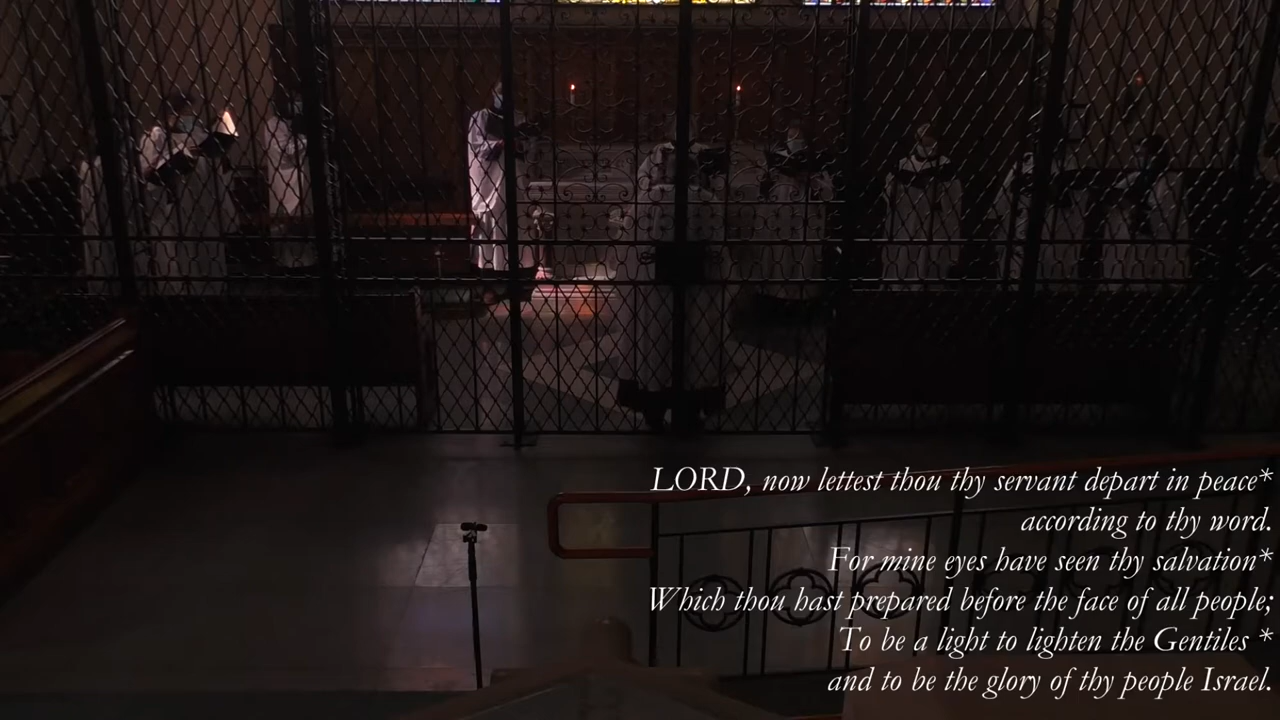 LORD, now lettest thou thy servant depart in peace*
according to thy word.
For mine eyes have seen thy salvation*
Which thou hast prepared before the face of all people;
To be a light to lighten the Gentiles *
and to be the glory of thy people Israel.